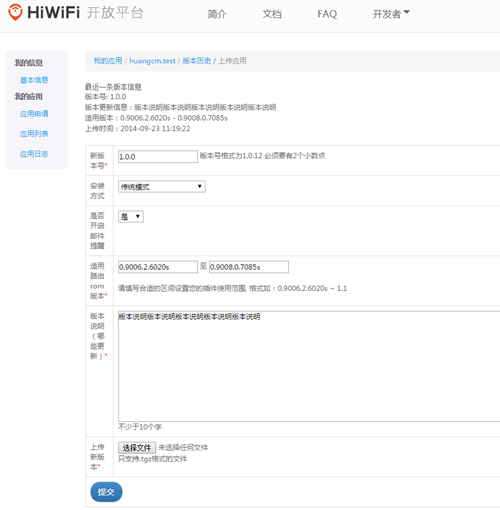 HiWiFi 开放平台 简介 文档 FAQ 开发者
我的信息
基本信息
我的应用
应用申请
应用列表
应用日志
我的应用 / huangcm.test / 版本历史 / 上传应用
最近一条版本信息
版本号: 1.0.0
版本更新信息：版本说明版本说明版本说明版本说明版本说明
适用版本：0.9006.2.6020s - 0.9008.0.7085s
上传时间：2014-09-23 11:19:22
新版本号* 1.0.0 版本号格式为1.0.12 必须要有2个小数点
安装方式 传统模式
是否开启邮件提醒 是
适用路由rom版本* 0.9006.2.6020s 至 0.9008.0.7085s
请填写合适的区间设置您的插件使用范围, 格式如：0.9006.2.6020s ~ 1.1
版本说明（哪些更新）* 版本说明版本说明版本说明版本说明版本说明
不少于10个字
上传新版本* 选择文件 未选择任何文件
只支持.tgz格式的文件
提交